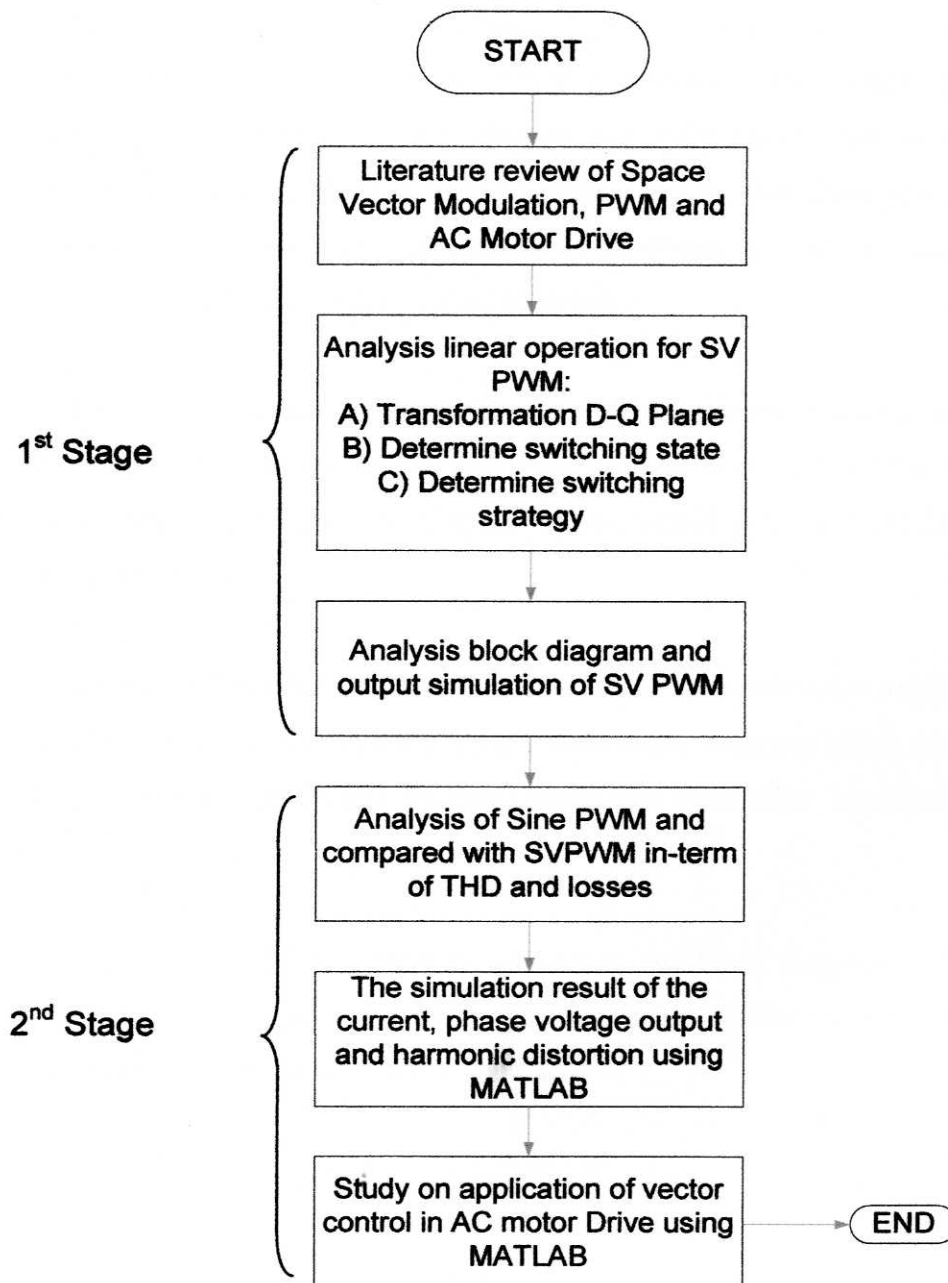 START
Literature review of Space
Vector Modulation, PWM and
AC Motor Drive
Analysis linear operation for SV
PWM:
A) Transformation D-Q Plane
B) Determine switching state
C) Determine switching
strategy
1st Stage
Analysis block diagram and
output simulation of SV PWM
Analysis of Sine PWM and
compared with SVPWM in-term
of THD and losses
2nd Stage
The simulation result of the
current, phase voltage output
and harmonic distortion using
MATLAB
Study on application of vector
control in AC motor Drive using
MATLAB
END